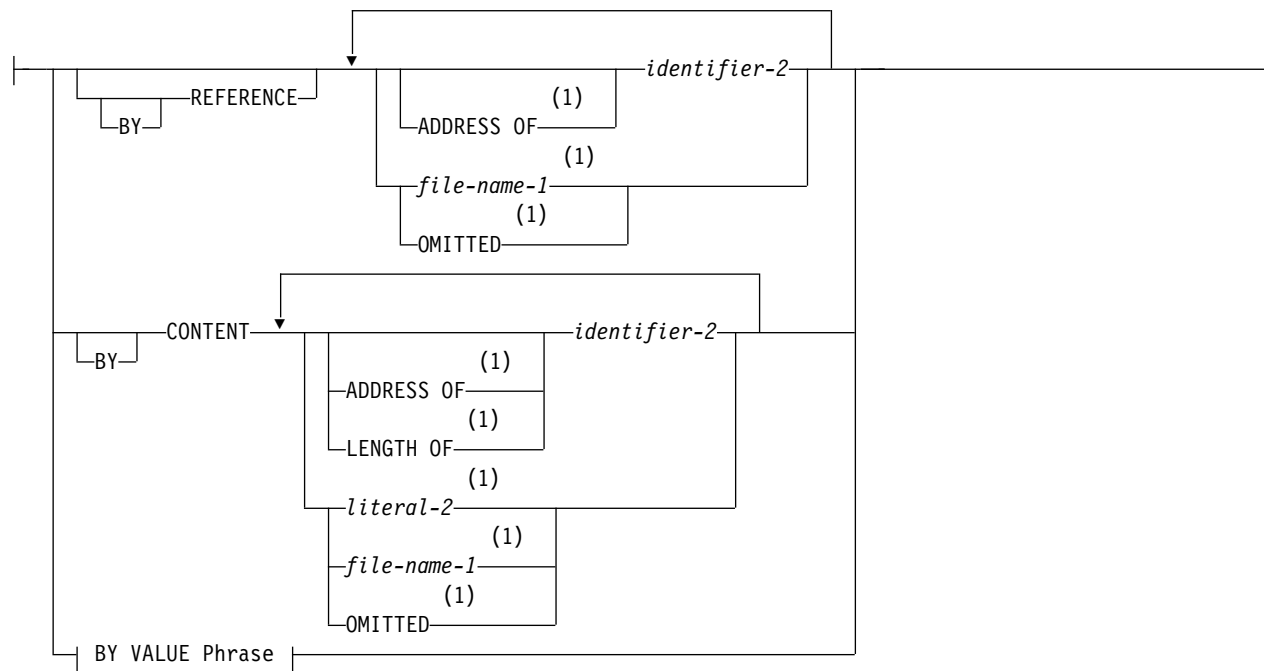 identifier-2
REFERENCE
(1)
BY
ADDRESS OF
(1)
file-name-1
(1)
OMITTED
CONTENT
identifier-2
BY
(1)
ADDRESS OF
(1)
LENGTH OF
(1)
literal-2
(1)
file-name-1
(1)
OMITTED
BY VALUE Phrase